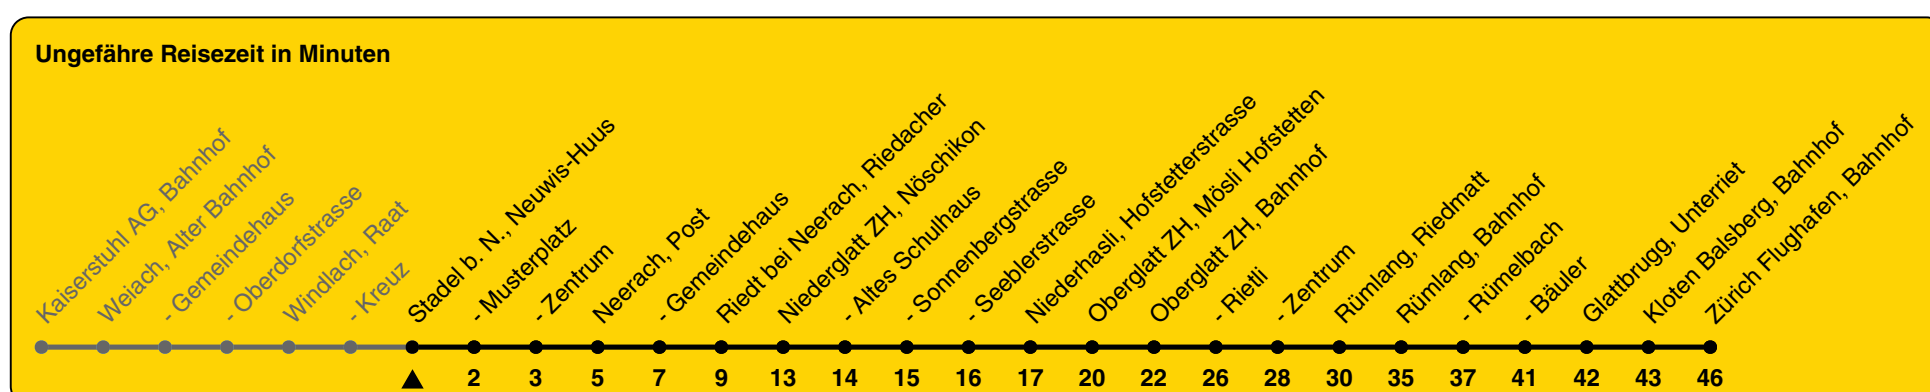 Ungefähre Reisezeit in Minuten
Kaiserstuhl AG, Bahnhof
Weiach, Alter Bahnhof
- Gemeindehaus
- Oberdorfstrasse
Windlach, Raat
- Kreuz
Stadel b. N., Neuwis-Huus
- Musterplatz
- Zentrum
Neerach, Post
- Gemeindehaus
Riedt bei Neerach, Riedacher
Niederglatt ZH, Nöschikon
- Altes Schulhaus
- Sonnenbergstrasse
- Seeblerstrasse
Niederhasli, Hofstetterstrasse
Oberglatt ZH, Mösli Hofstetten
Oberglatt ZH, Bahnhof
- Rietli
- Zentrum
Rümlang, Riedmatt
Rümlang, Bahnhof
- Rümelbach
- Bäuler
Glattbrugg, Unterriet
Kloten Balsberg, Bahnhof
Zürich Flughafen, Bahnhof
2 3 5 7 9 13 14 15 16 17 20 22 26 28 30 35 37 41 42 43 46